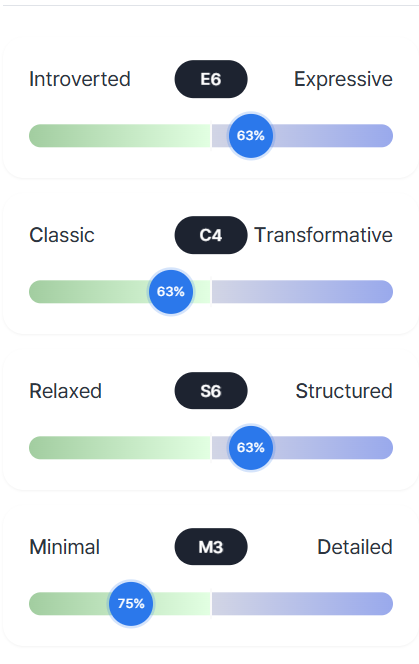 Introverted E6 Expressive
63%
Classic C4 Transformative
63%
Relaxed S6 Structured
63%
Minimal M3 Detailed
75%